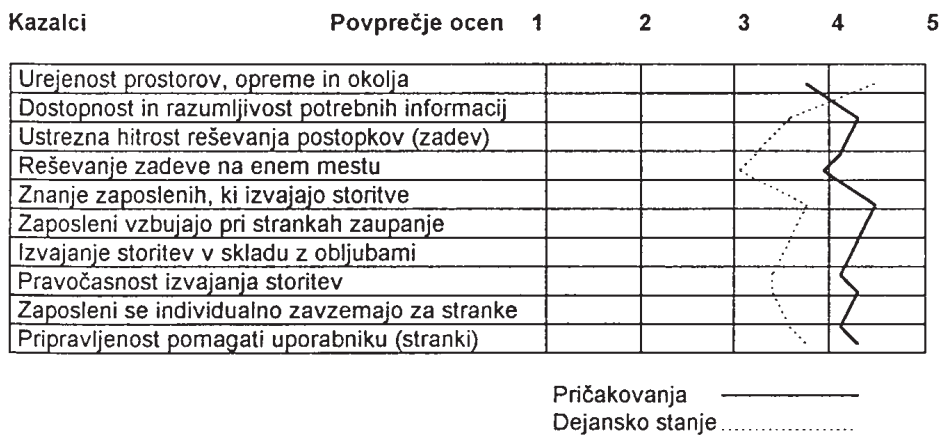 Kazalci Povprečje ocen 1 2 3 4 5
Urejenost prostorov, opreme in okolja
Dostopnost in razumljivost potrebnih informacij
Ustrezna hitrost reševanja postopkov (zadev)
Reševanje zadeve na enem mestu
Znanje zaposlenih, ki izvajajo storitve
Zaposleni vzbujajo pri strankah zaupanje
Izvajanje storitev v skladu z obljubami
Pravočasnost izvajanja storitev
Zaposleni se individualno zavzemajo za stranke
Pripravljenost pomagati uporabniku (stranki)
Pričakovanja
Dejansko stanje